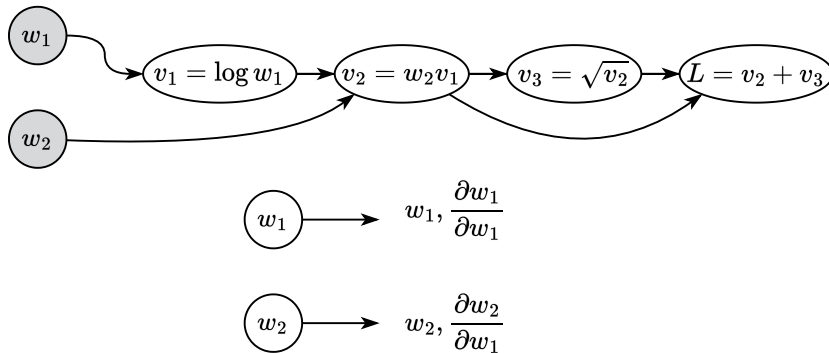 w₁
v₁ = log w₁
v₂ = w₂v₁
v₃ = √v₂
L = v₂ + v₃
w₂
w₁
w₁, ∂w₁/∂w₁
w₂
w₂, ∂w₂/∂w₁